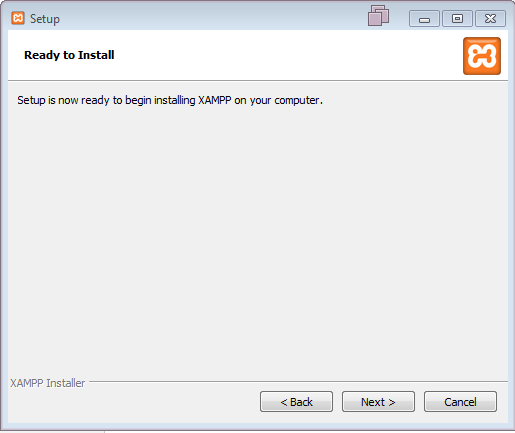 Setup
Ready to Install
Setup is now ready to begin installing XAMPP on your computer.
XAMPP Installer
< Back
Next >
Cancel